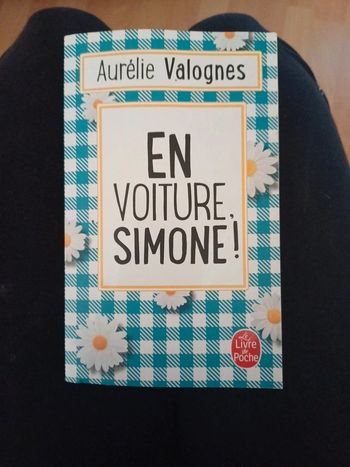 Aurélie Valognes
EN
VOITURE,
SIMONE!
Le
Livre
de
Poche